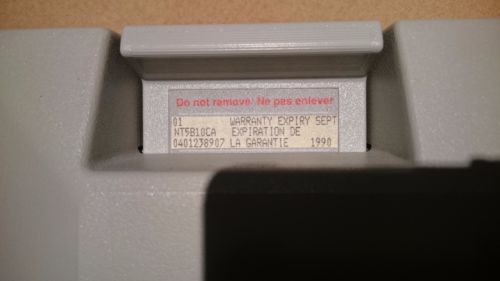 Do not remove/ Ne pas enlever
01 WARRANTY EXPIRY SEPT
NT5B10CA EXPIRATION DE
0401238907 LA GARANTIE 1990